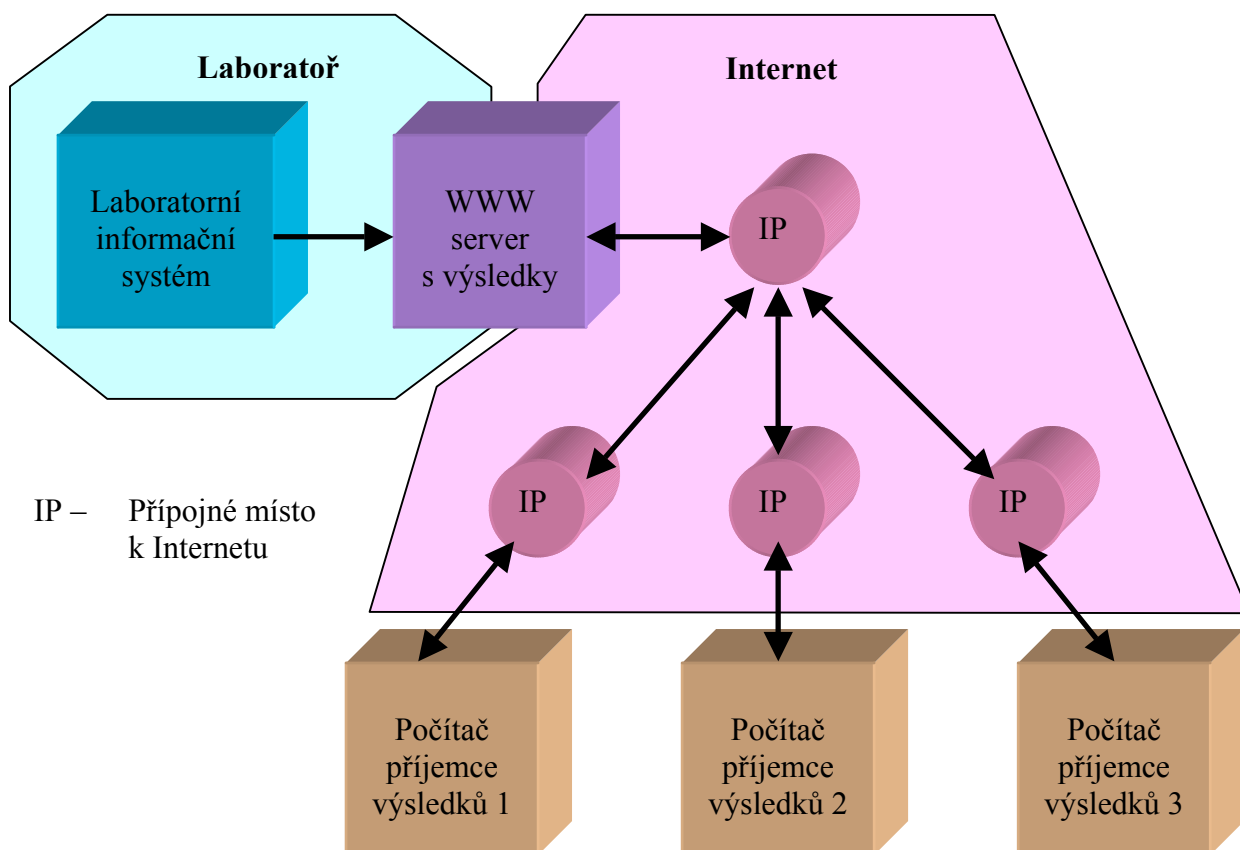 Laboratoř
Internet
Laboratorní
informační
systém
WWW
server
s výsledky
IP
IP
IP
IP
IP – Přípojné místo
k Internetu
Počítač
příjemce
výsledků 1
Počítač
příjemce
výsledků 2
Počítač
příjemce
výsledků 3